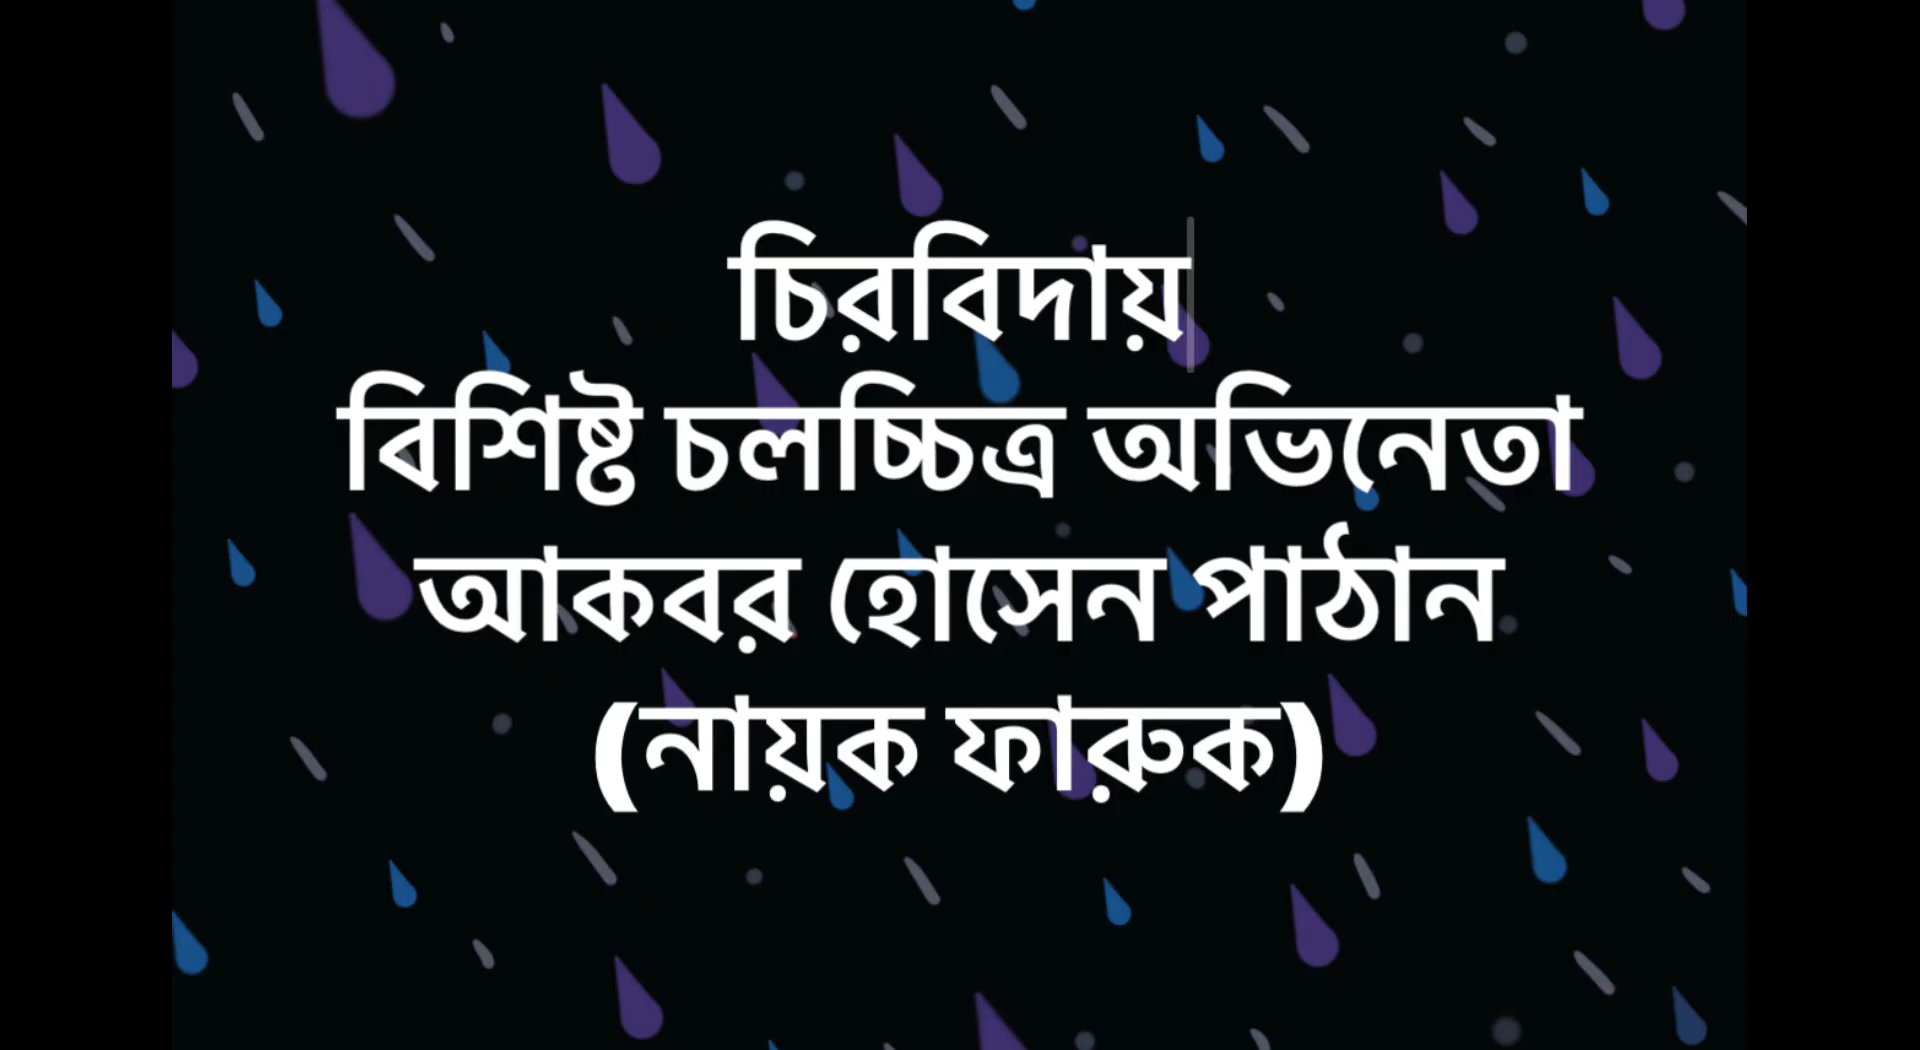 চিরবিদায়
বিশিষ্ট চলচ্চিত্র অভিনেতা
আকবর হোসেন পাঠান
(নায়ক ফারুক)